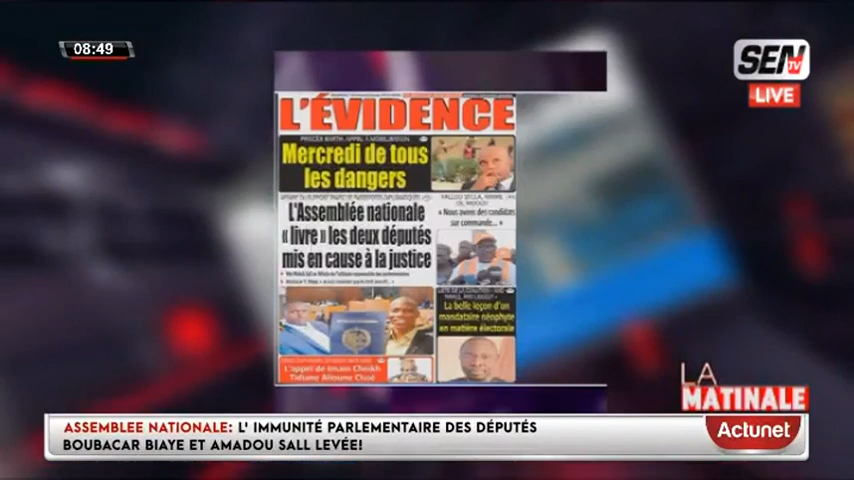 08:49
SEN TV
LIVE
L'ÉVIDENCE
Mercredi de tous
les dangers
L'Assemblée nationale
« livre » les deux députés
mis en cause à la justice
« Nous avons des candidats
sur commande... »
La belle leçon d'un
mandataire néophyte
en matière électorale
L'appel de Imam Cheikh
Tidiane Alioune Cissé
LA
MATINALE
ASSEMBLEE NATIONALE: L' IMMUNITÉ PARLEMENTAIRE DES DÉPUTÉS
BOUBACAR BIAYE ET AMADOU SALL LEVÉE!
Actunet